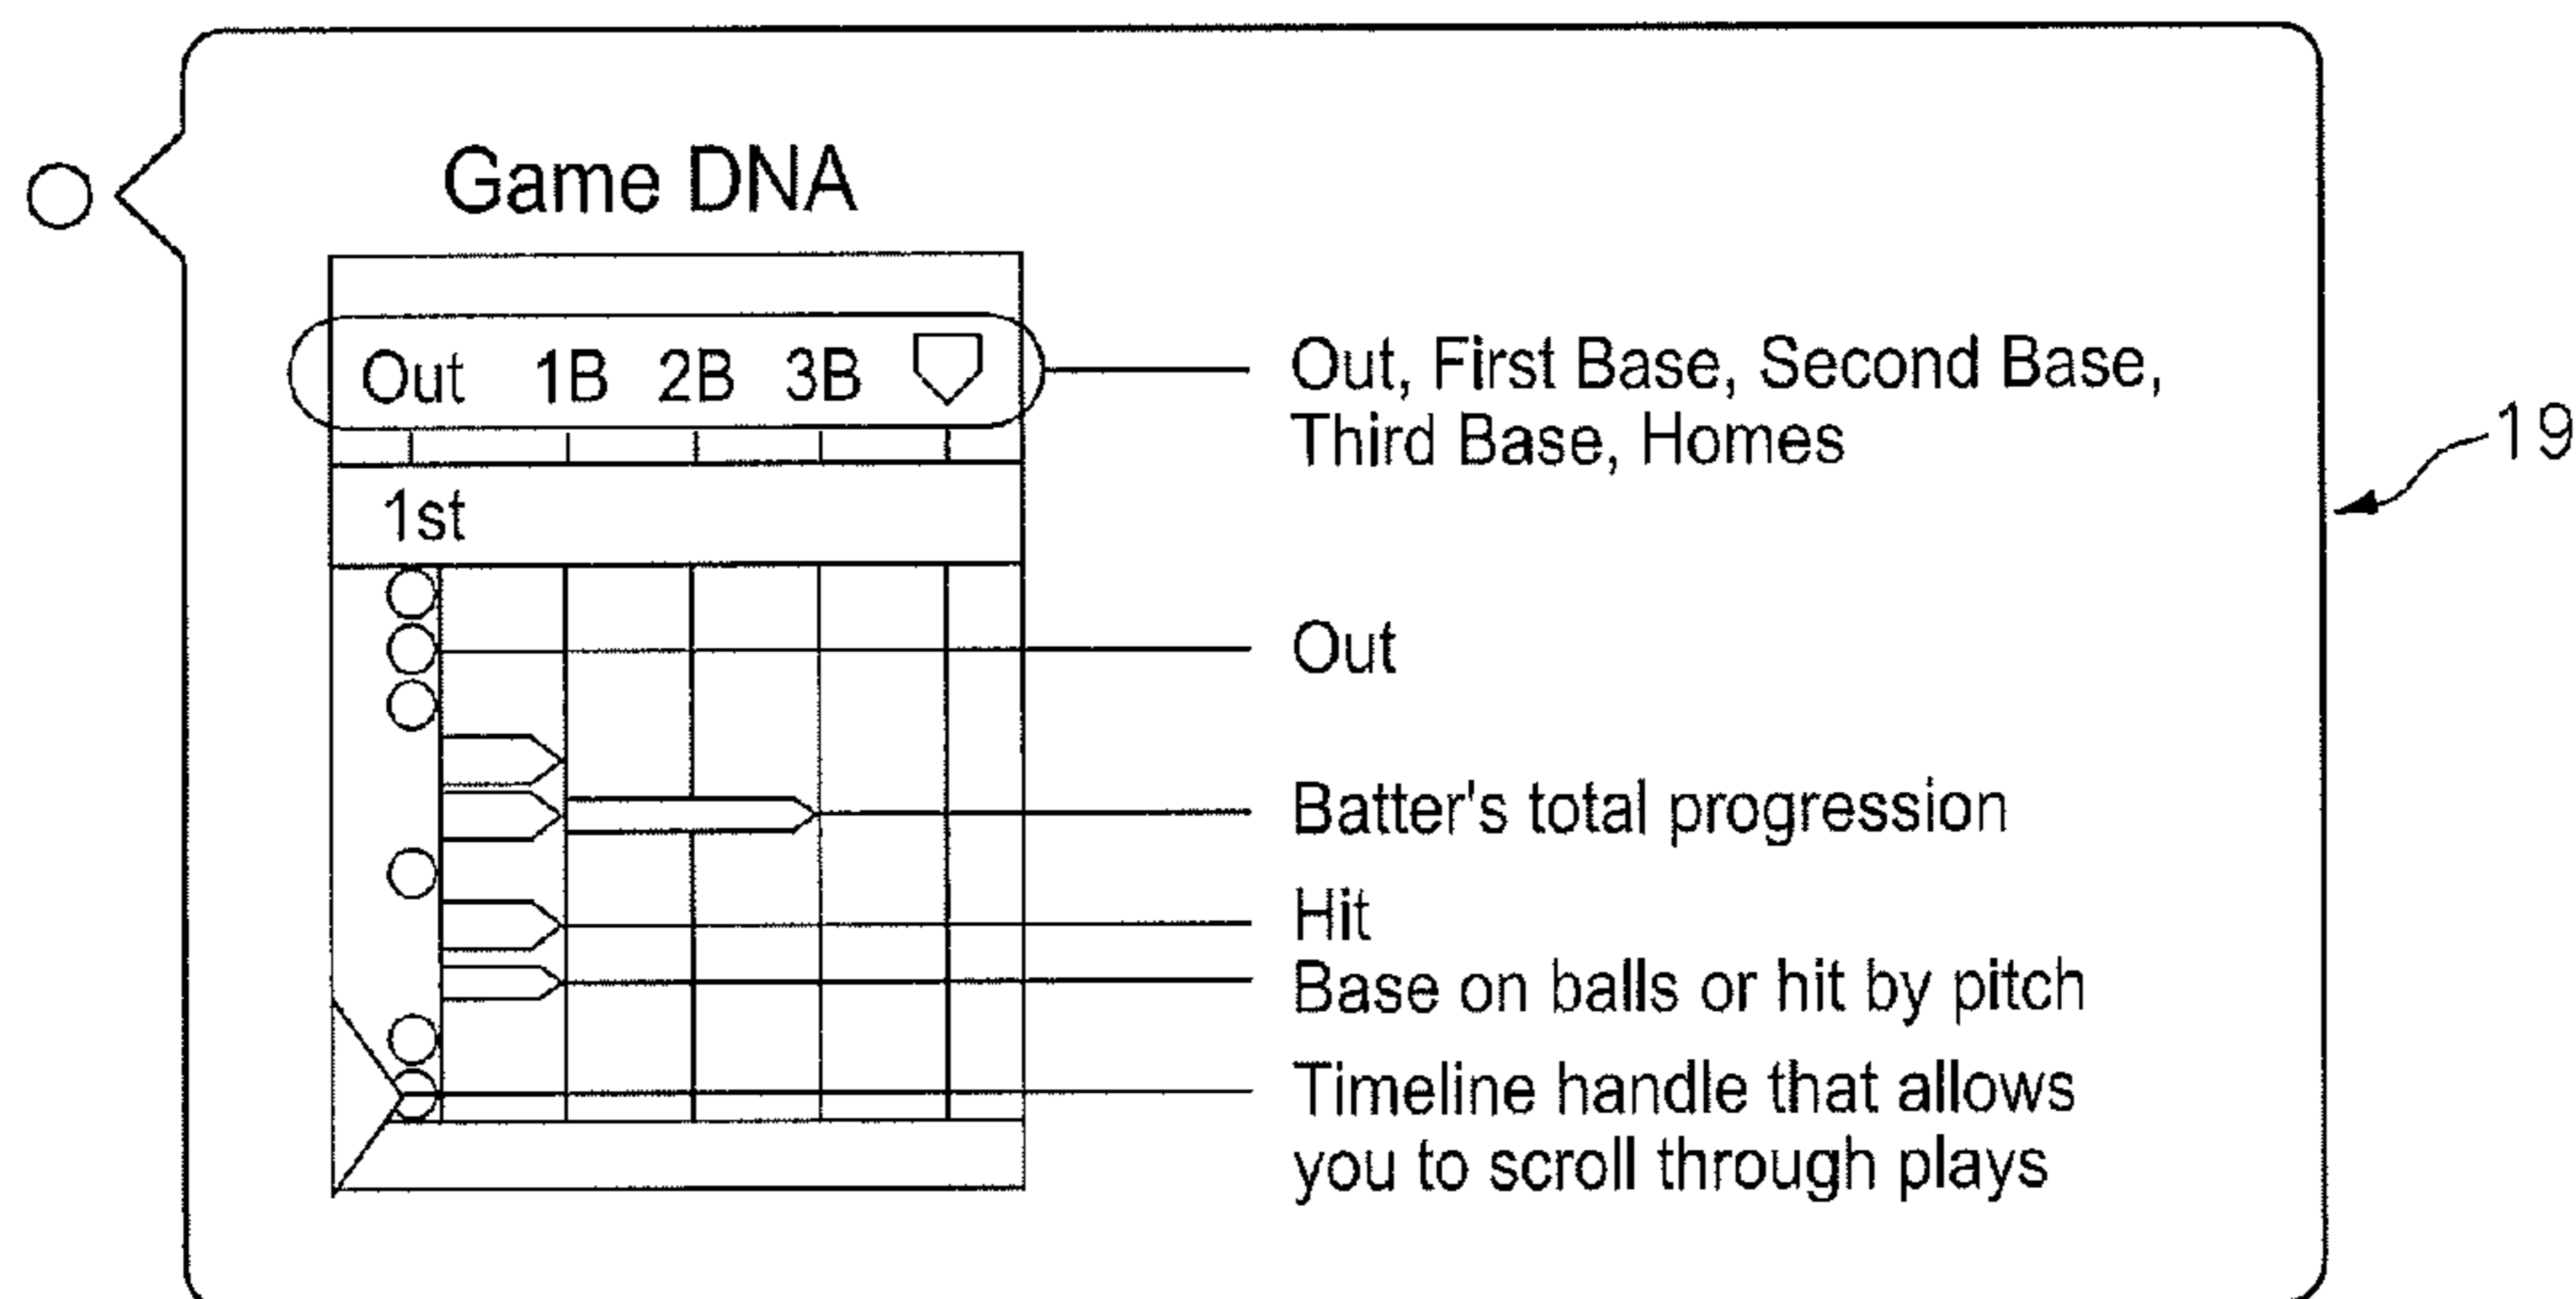 Game DNA
Out 1B 2B 3B
Out, First Base, Second Base,
Third Base, Homes
19
1st
Out
Batter's total progression
Hit
Base on balls or hit by pitch
Timeline handle that allows
you to scroll through plays